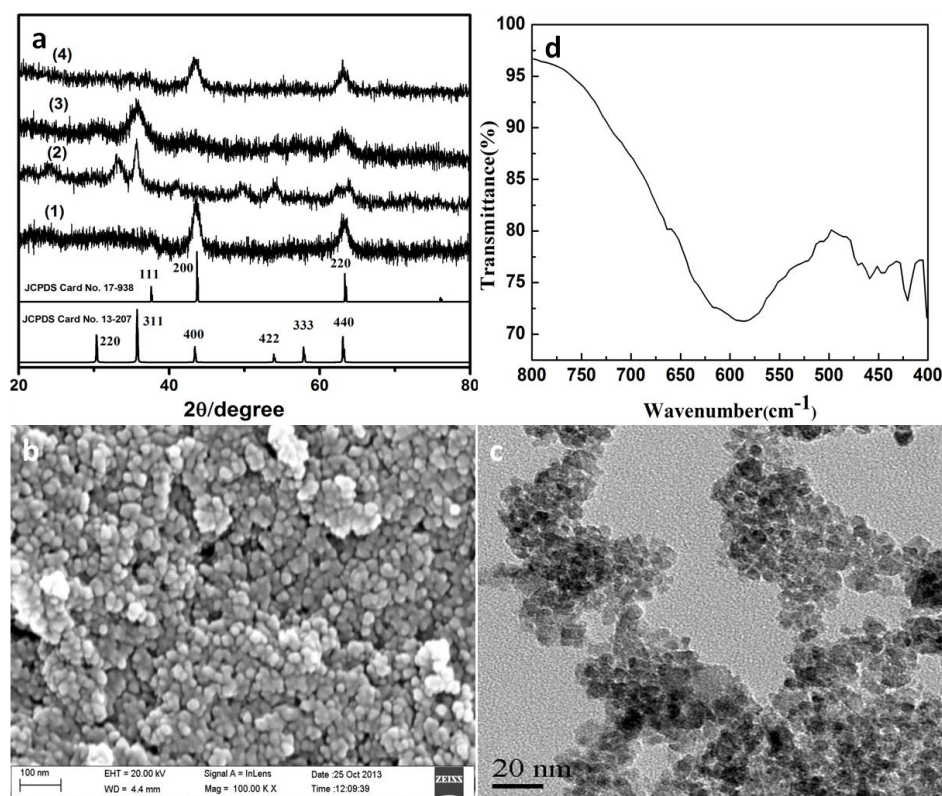 a
(4)
(3)
(2)
(1)
200
111
220
JCPDS Card No. 17-938
JCPDS Card No. 13-207
311
220
400
422
333
440
20 40 60 80
2θ/degree
d
100
95
90
85
80
75
70
Transmittance(%)
800 750 700 650 600 550 500 450 400
Wavenumber(cm-1)
b
100 nm
EHT = 20.00 kV Signal A = InLens Date :25 Oct 2013
WD = 4.4 mm Mag = 100.00 K X Time :12:09:39
ZEISS
c
20 nm